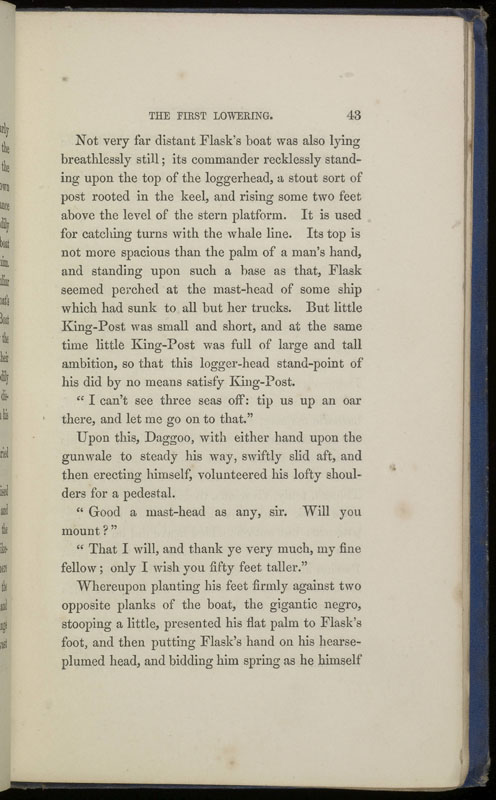 THE FIRST LOWERING. 43
Not very far distant Flask's boat was also lying
breathlessly still; its commander recklessly stand-
ing upon the top of the loggerhead, a stout sort of
post rooted in the keel, and rising some two feet
above the level of the stern platform. It is used
for catching turns with the whale line. Its top is
not more spacious than the palm of a man's hand,
and standing upon such a base as that, Flask
seemed perched at the mast-head of some ship
which had sunk to all but her trucks. But little
King-Post was small and short, and at the same
time little King-Post was full of large and tall
ambition, so that this logger-head stand-point of
his did by no means satisfy King-Post.
“ I can't see three seas off: tip us up an oar
there, and let me go on to that.”
Upon this, Daggoo, with either hand upon the
gunwale to steady his way, swiftly slid aft, and
then erecting himself, volunteered his lofty shoul-
ders for a pedestal.
“ Good a mast-head as any, sir. Will you
mount ? ”
“ That I will, and thank ye very much, my fine
fellow; only I wish you fifty feet taller.”
Whereupon planting his feet firmly against two
opposite planks of the boat, the gigantic negro,
stooping a little, presented his flat palm to Flask's
foot, and then putting Flask's hand on his hearse-
plumed head, and bidding him spring as he himself